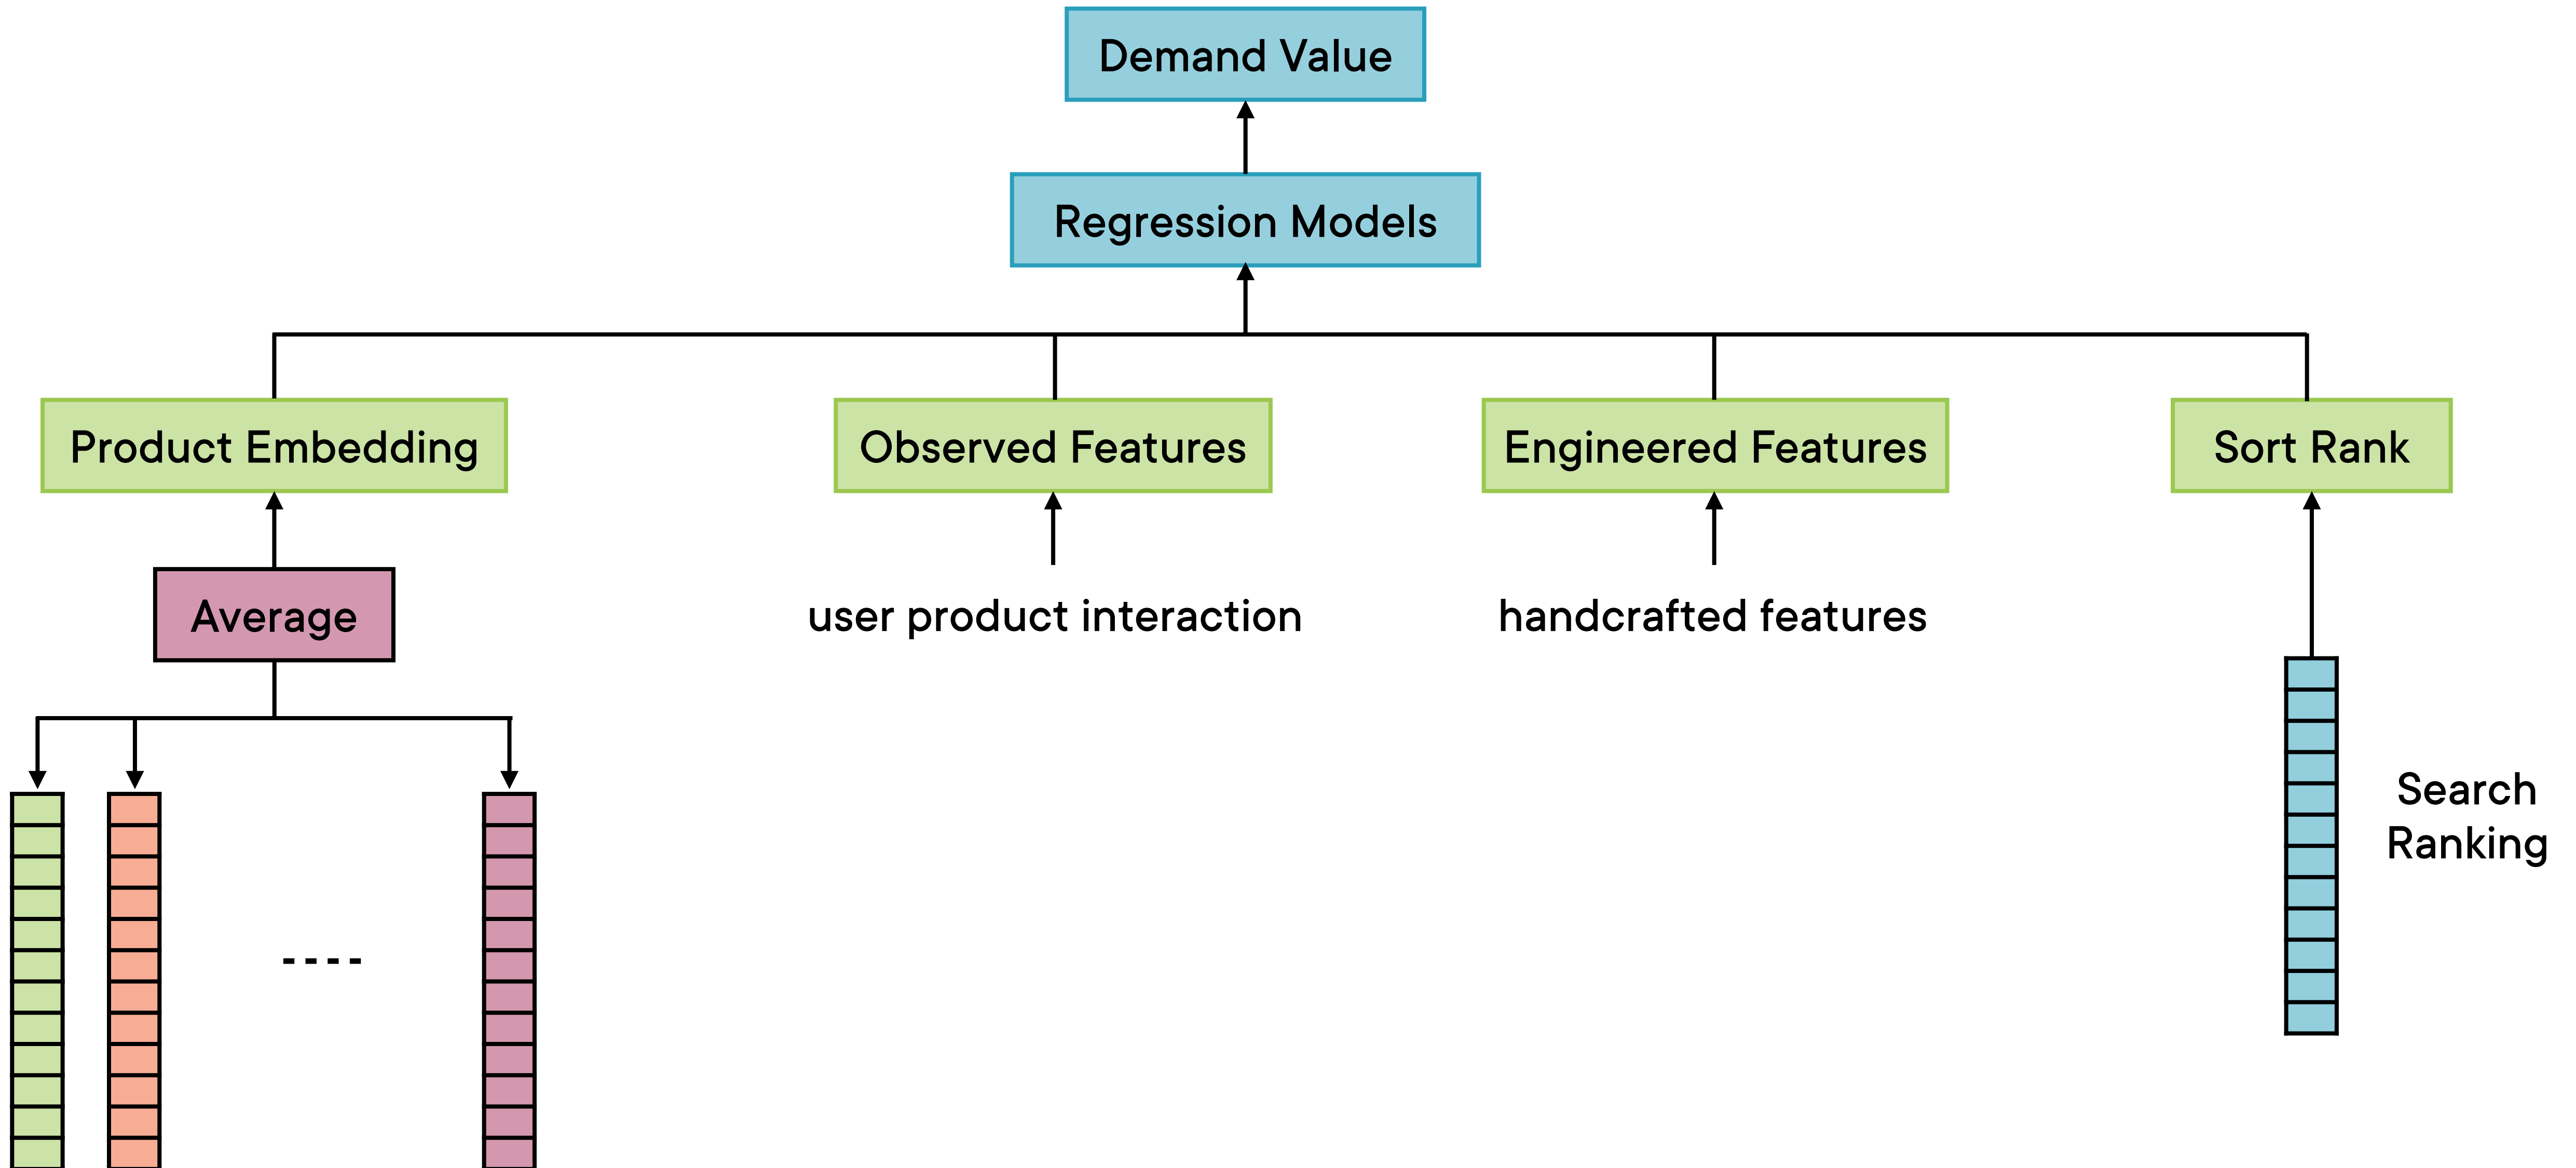 Demand Value
Regression Models
Product Embedding
Observed Features
Engineered Features
Sort Rank
Average
user product interaction
handcrafted features
Search
Ranking